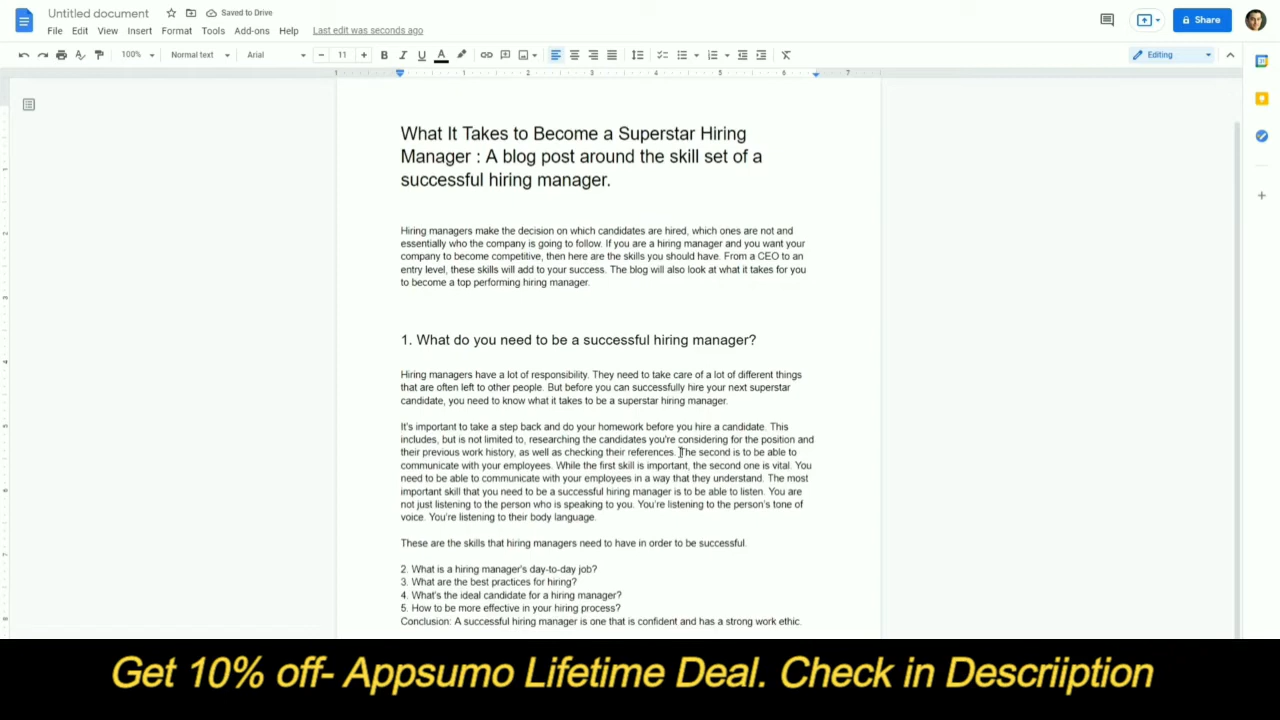 Untitled document
Saved to Drive
File Edit View Insert Format Tools Add-ons Help Last edit was seconds ago
Share
100% Normal text Arial 11 Editing
1 1 2 3 4 5 6 7
What It Takes to Become a Superstar Hiring
Manager : A blog post around the skill set of a
successful hiring manager.
Hiring managers make the decision on which candidates are hired, which ones are not and
essentially who the company is going to follow. If you are a hiring manager and you want your
company to become competitive, then here are the skills you should have. From a CEO to an
entry level, these skills will add to your success. The blog will also look at what it takes for you
to become a top performing hiring manager.
1. What do you need to be a successful hiring manager?
Hiring managers have a lot of responsibility. They need to take care of a lot of different things
that are often left to other people. But before you can successfully hire your next superstar
candidate, you need to know what it takes to be a superstar hiring manager.
It's important to take a step back and do your homework before you hire a candidate. This
includes, but is not limited to, researching the candidates you're considering for the position and
their previous work history, as well as checking their references. The second is to be able to
communicate with your employees. While the first skill is important, the second one is vital. You
need to be able to communicate with your employees in a way that they understand. The most
important skill that you need to be a successful hiring manager is to be able to listen. You are
not just listening to the person who is speaking to you. You're listening to the person's tone of
voice. You're listening to their body language.
These are the skills that hiring managers need to have in order to be successful.
2. What is a hiring manager's day-to-day job?
3. What are the best practices for hiring?
4. What's the ideal candidate for a hiring manager?
5. How to be more effective in your hiring process?
Conclusion: A successful hiring manager is one that is confident and has a strong work ethic.
Get 10% off- Appsumo Lifetime Deal. Check in Descriiption